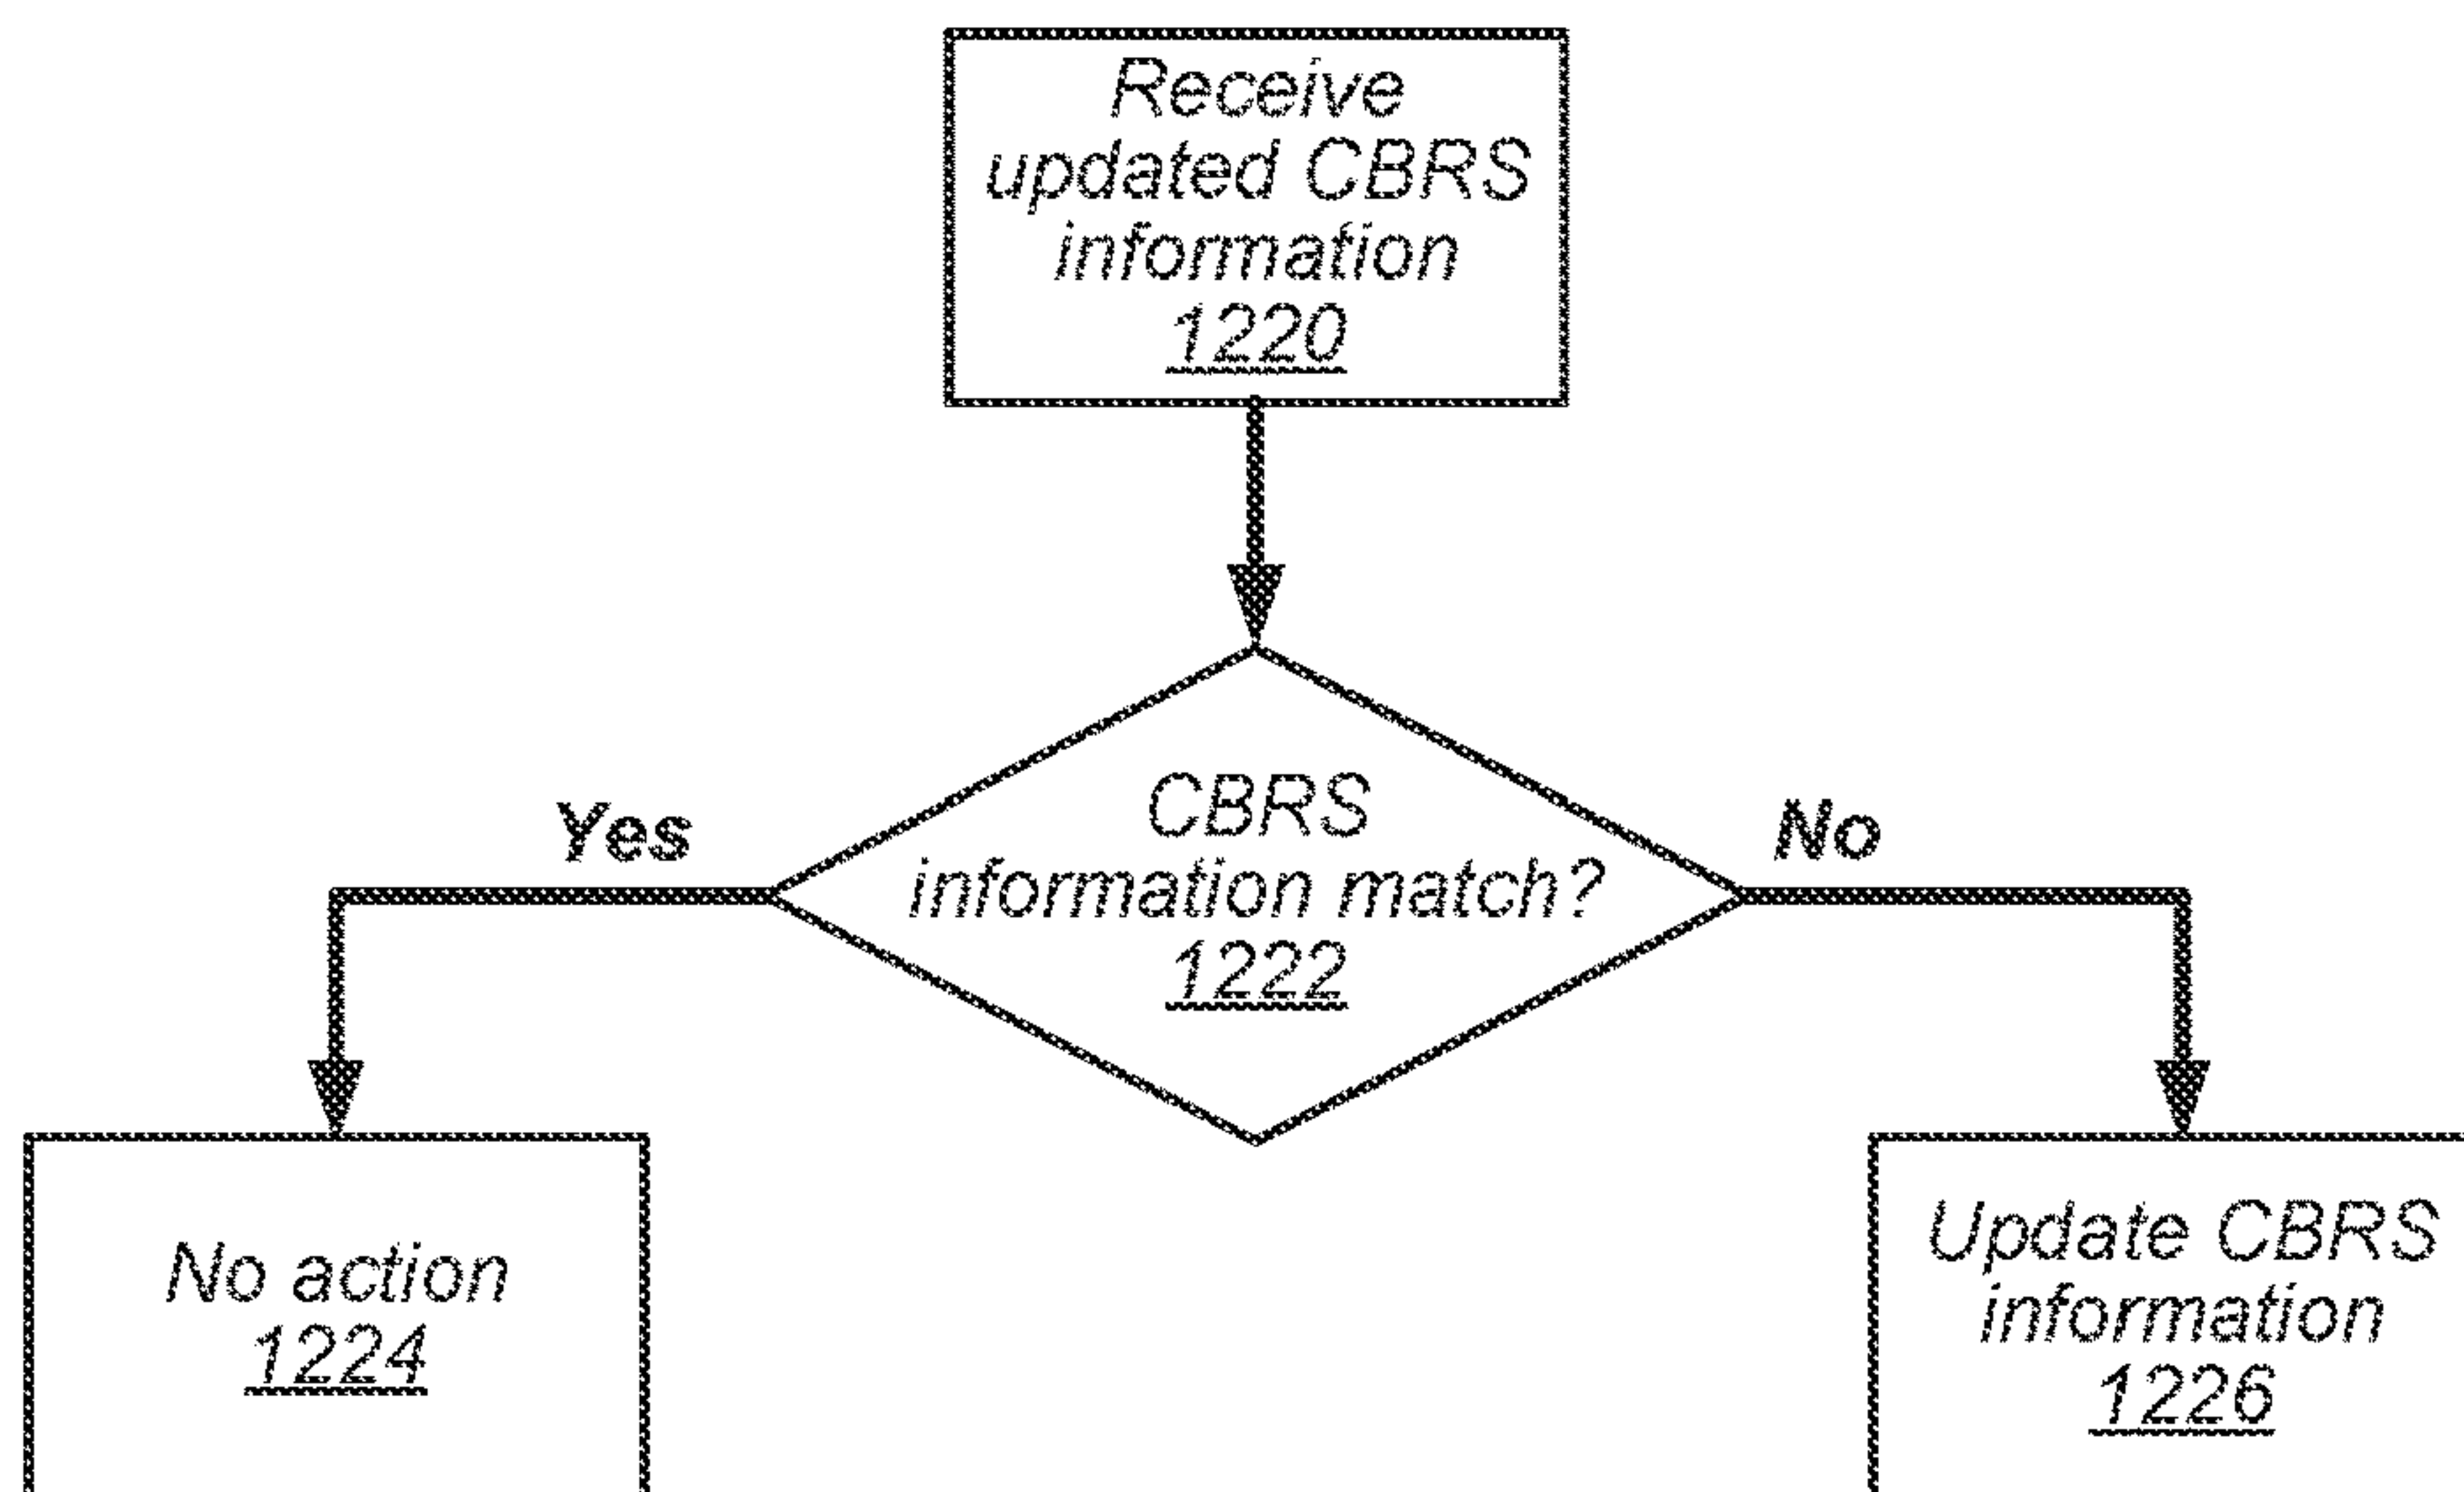 Receive
updated CBRS
information
1220
CBRS
information match?
1222
Yes
No
No action
1224
Update CBRS
information
1226